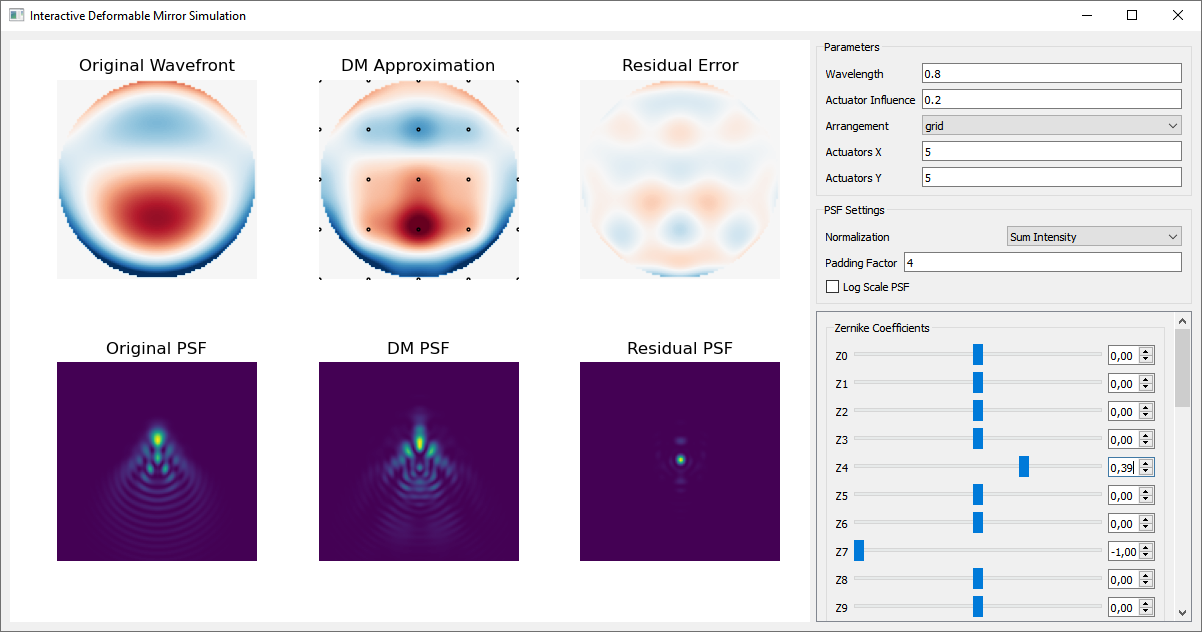 Interactive Deformable Mirror Simulation
Original Wavefront
DM Approximation
Residual Error
Original PSF
DM PSF
Residual PSF
Parameters
Wavelength 0.8
Actuator Influence 0.2
Arrangement grid
Actuators X 5
Actuators Y 5
PSF Settings
Normalization Sum Intensity
Padding Factor 4
Log Scale PSF
Zernike Coefficients
Z0 0,00
Z1 0,00
Z2 0,00
Z3 0,00
Z4 0,39
Z5 0,00
Z6 0,00
Z7 -1,00
Z8 0,00
Z9 0,00